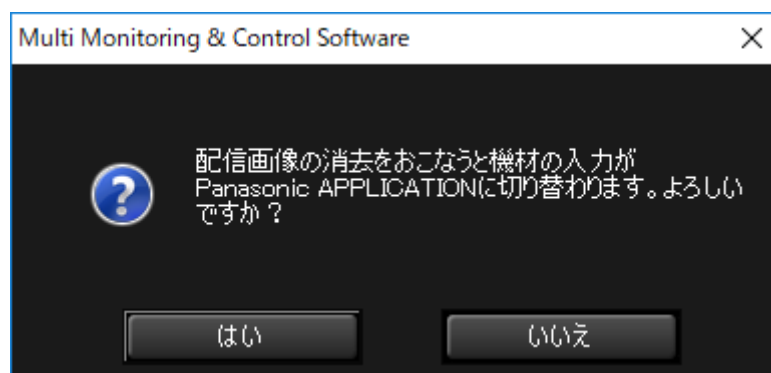 Multi Monitoring & Control Software
配信画像の消去をおこなうと機材の入力が
Panasonic APPLICATIONに切り替わります。よろしい
ですか？
はい
いいえ